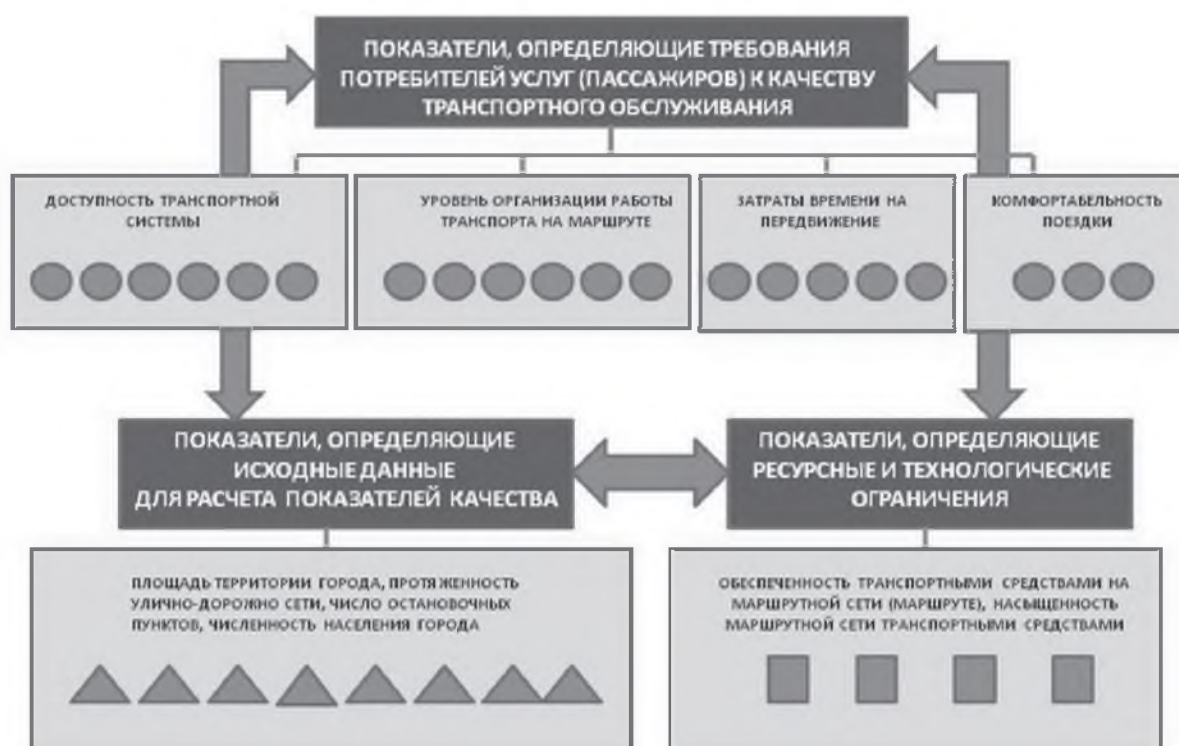 ПОКАЗАТЕЛИ, ОПРЕДЕЛЯЮЩИЕ ТРЕБОВАНИЯ
ПОТРЕБИТЕЛЕЙ УСЛУГ (ПАССАЖИРОВ) К КАЧЕСТВУ
ТРАНСПОРТНОГО ОБСЛУЖИВАНИЯ
ДОСТУПНОСТЬ ТРАНСПОРТНОЙ
СИСТЕМЫ
УРОВЕНЬ ОРГАНИЗАЦИИ РАБОТЫ
ТРАНСПОРТА НА МАРШРУТЕ
ЗАТРАТЫ ВРЕМЕНИ НА
ПЕРЕДВИЖЕНИЕ
КОМФОРТАБЕЛЬНОСТЬ
ПОЕЗДКИ
ПОКАЗАТЕЛИ, ОПРЕДЕЛЯЮЩИЕ
ИСХОДНЫЕ ДАННЫЕ
ДЛЯ РАСЧЕТА ПОКАЗАТЕЛЕЙ КАЧЕСТВА
ПОКАЗАТЕЛИ, ОПРЕДЕЛЯЮЩИЕ
РЕСУРСНЫЕ И ТЕХНОЛОГИЧЕСКИЕ
ОГРАНИЧЕНИЯ
ПЛОЩАДЬ ТЕРРИТОРИИ ГОРОДА, ПРОТЯЖЕННОСТЬ
УЛИЧНО-ДОРОЖНО СЕТИ, ЧИСЛО ОСТАНОВОЧНЫХ
ПУНКТОВ, ЧИСЛЕННОСТЬ НАСЕЛЕНИЯ ГОРОДА
ОБЕСПЕЧЕННОСТЬ ТРАНСПОРТНЫМИ СРЕДСТВАМИ НА
МАРШРУТНОЙ СЕТИ (МАРШРУТЕ), НАСЫЩЕННОСТЬ
МАРШРУТНОЙ СЕТИ ТРАНСПОРТНЫМИ СРЕДСТВАМИ